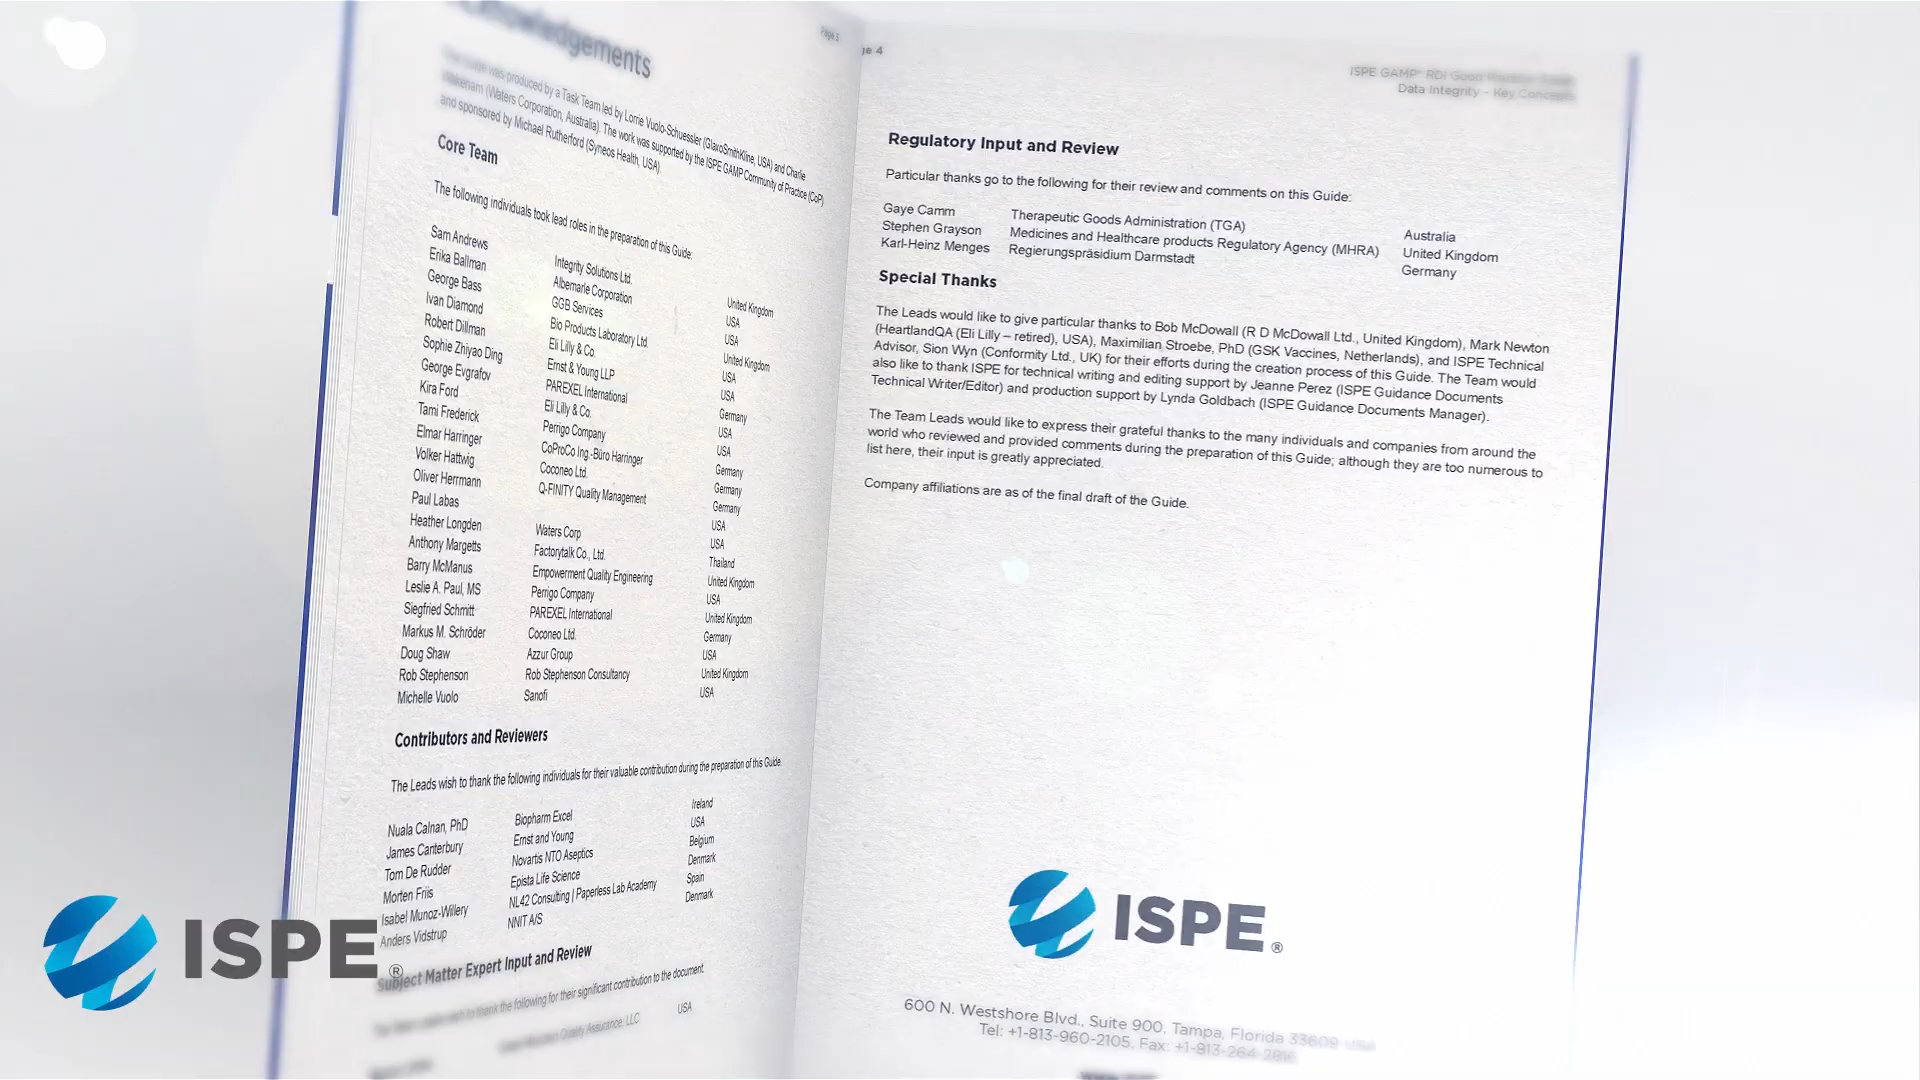 Acknowledgements
Page 3
This Guide was produced by a Task Team led by Lorrie Vuolo-Schuessler (GlaxoSmithKline, USA) and Charlie
Wakeham (Waters Corporation, Australia). The work was supported by the ISPE GAMP Community of Practice (CoP)
and sponsored by Michael Rutherford (Syneos Health, USA).
Core Team
The following individuals took lead roles in the preparation of this Guide:
Sam Andrews Integrity Solutions Ltd. United Kingdom
Erika Ballman Albemarle Corporation USA
George Bass GGB Services USA
Ivan Diamond Bio Products Laboratory Ltd. United Kingdom
Robert Dillman Eli Lilly & Co. USA
Sophie Zhiyao Ding Ernst & Young LLP USA
George Evgrafov PAREXEL International Germany
Kira Ford Eli Lilly & Co. USA
Tami Frederick Perrigo Company USA
Elmar Harringer CoProCo Ing.-Büro Harringer Germany
Volker Hattwig Coconeo Ltd. Germany
Oliver Herrmann Q-FINITY Quality Management Germany
Paul Labas USA
Heather Longden Waters Corp USA
Anthony Margetts Factorytalk Co., Ltd. Thailand
Barry McManus Empowerment Quality Engineering United Kingdom
Leslie A. Paul, MS Perrigo Company USA
Siegfried Schmitt PAREXEL International United Kingdom
Markus M. Schröder Coconeo Ltd. Germany
Doug Shaw Azzur Group USA
Rob Stephenson Rob Stephenson Consultancy United Kingdom
Michelle Vuolo Sanofi USA
Contributors and Reviewers
The Leads wish to thank the following individuals for their valuable contribution during the preparation of this Guide.
Nuala Calnan, PhD Biopharm Excel Ireland
James Canterbury Ernst and Young USA
Tom De Rudder Novartis NTO Aseptics Belgium
Morten Friis Epista Life Science Denmark
Isabel Munoz-Willery NL42 Consulting | Paperless Lab Academy Spain
Anders Vidstrup NNIT A/S Denmark
Subject Matter Expert Input and Review
thank the following for their significant contribution to the document.
Quality Assurance, LLC USA
ge 4
ISPE GAMP® RDI Good Practice Guide:
Data Integrity – Key Concepts
Regulatory Input and Review
Particular thanks go to the following for their review and comments on this Guide:
Gaye Camm Therapeutic Goods Administration (TGA) Australia
Stephen Grayson Medicines and Healthcare products Regulatory Agency (MHRA) United Kingdom
Karl-Heinz Menges Regierungspräsidium Darmstadt Germany
Special Thanks
The Leads would like to give particular thanks to Bob McDowall (R D McDowall Ltd., United Kingdom), Mark Newton
(HeartlandQA (Eli Lilly – retired), USA), Maximilian Stroebe, PhD (GSK Vaccines, Netherlands), and ISPE Technical
Advisor, Sion Wyn (Conformity Ltd., UK) for their efforts during the creation process of this Guide. The Team would
also like to thank ISPE for technical writing and editing support by Jeanne Perez (ISPE Guidance Documents
Technical Writer/Editor) and production support by Lynda Goldbach (ISPE Guidance Documents Manager).
The Team Leads would like to express their grateful thanks to the many individuals and companies from around the
world who reviewed and provided comments during the preparation of this Guide; although they are too numerous to
list here, their input is greatly appreciated.
Company affiliations are as of the final draft of the Guide.
ISPE®
600 N. Westshore Blvd., Suite 900, Tampa, Florida 33609 USA
Tel: +1-813-960-2105, Fax: +1-813-264-2816
ISPE®